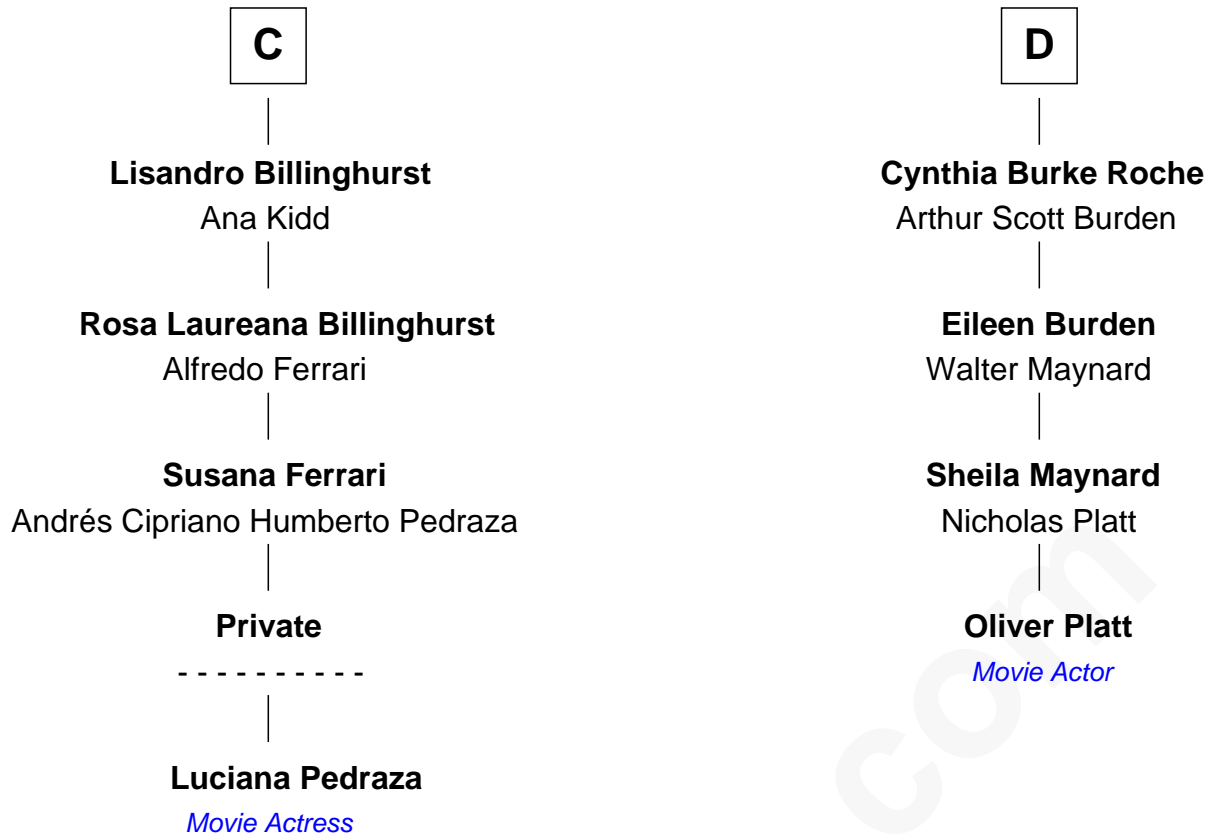 C
Lisandro Billinghurst
Ana Kidd
Rosa Laureana Billinghurst
Alfredo Ferrari
Susana Ferrari
Andrés Cipriano Humberto Pedraza
Private
- - - - - - - - - -
Luciana Pedraza
Movie Actress
D
Cynthia Burke Roche
Arthur Scott Burden
Eileen Burden
Walter Maynard
Sheila Maynard
Nicholas Platt
Oliver Platt
Movie Actor
com